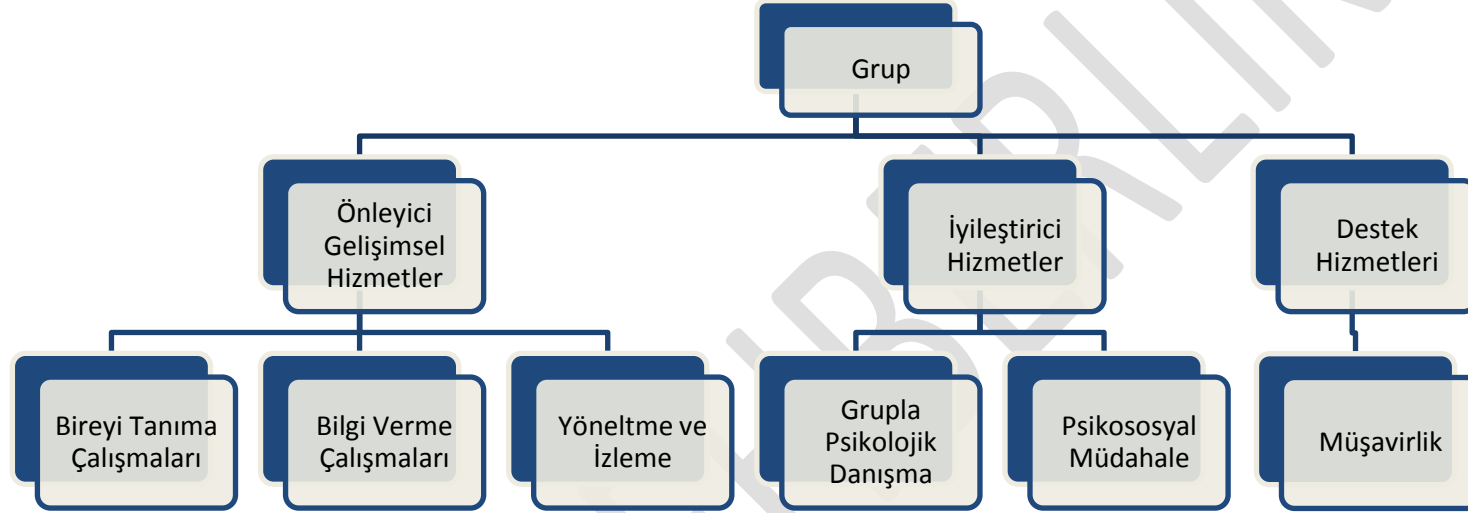 Grup
Önleyici
Gelişimsel
Hizmetler
İyileştirici
Hizmetler
Destek
Hizmetleri
Bireyi Tanıma
Çalışmaları
Bilgi Verme
Çalışmaları
Yöneltme ve
İzleme
Grupla
Psikolojik
Danışma
Psikososyal
Müdahale
Müşavirlik